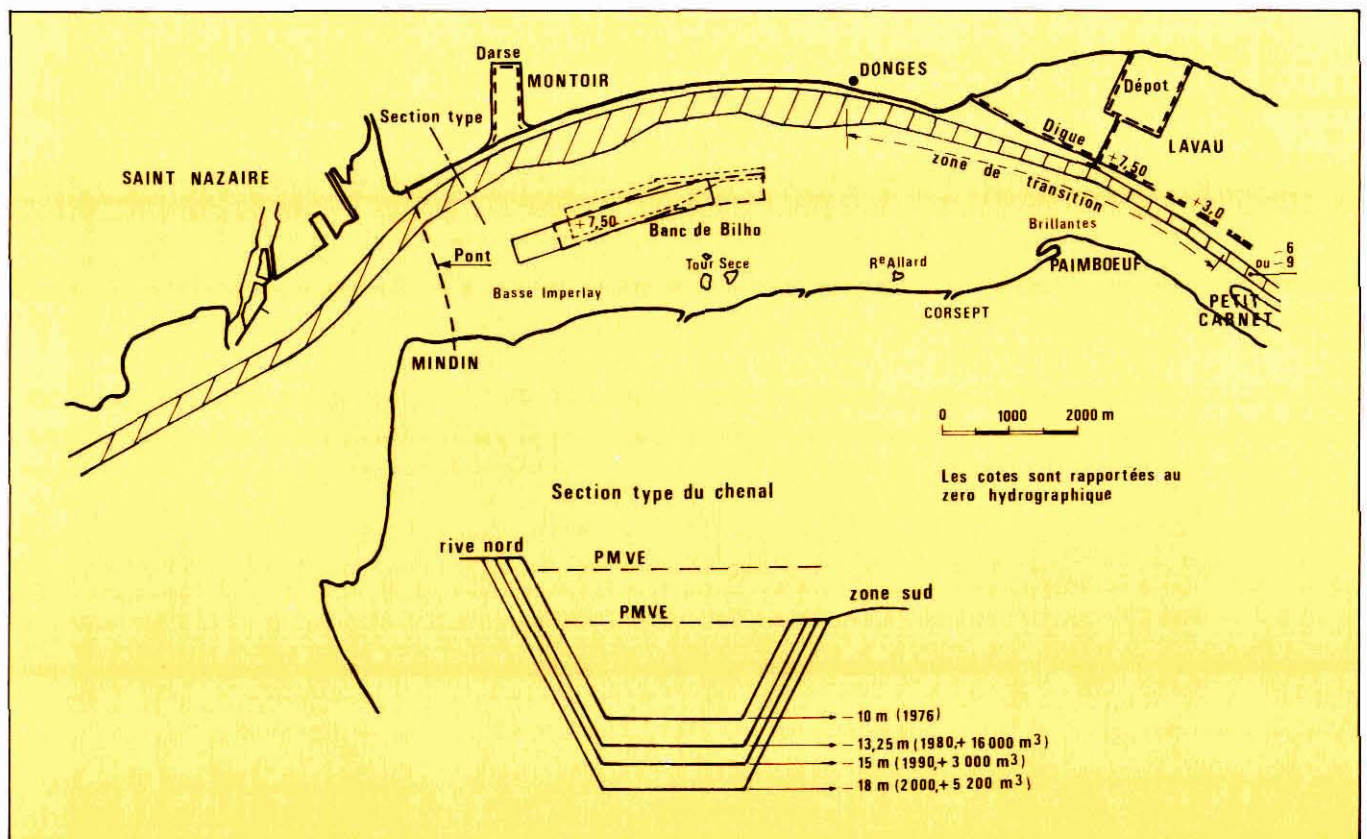 Darse
MONTOIR
DONGES
Dépot
LAVAU
Section type
Digue
+7,50
zone de transition
+3,0
SAINT NAZAIRE
+7,50
Banc de Bilho
Brillantes
Pont
Tour Sece
Re Allard
PAIMBOEUF
-6
ou -9
Basse Imperlay
CORSEPT
PETIT
CARNET
MINDIN
0 1000 2000 m
Les cotes sont rapportées au
zero hydrographique
Section type du chenal
rive nord
PMVE
zone sud
PMVE
-10 m (1976)
-13,25 m (1980,+ 16 000 m³)
-15 m (1990,+ 3 000 m³)
-18 m (2000,+ 5 200 m³)